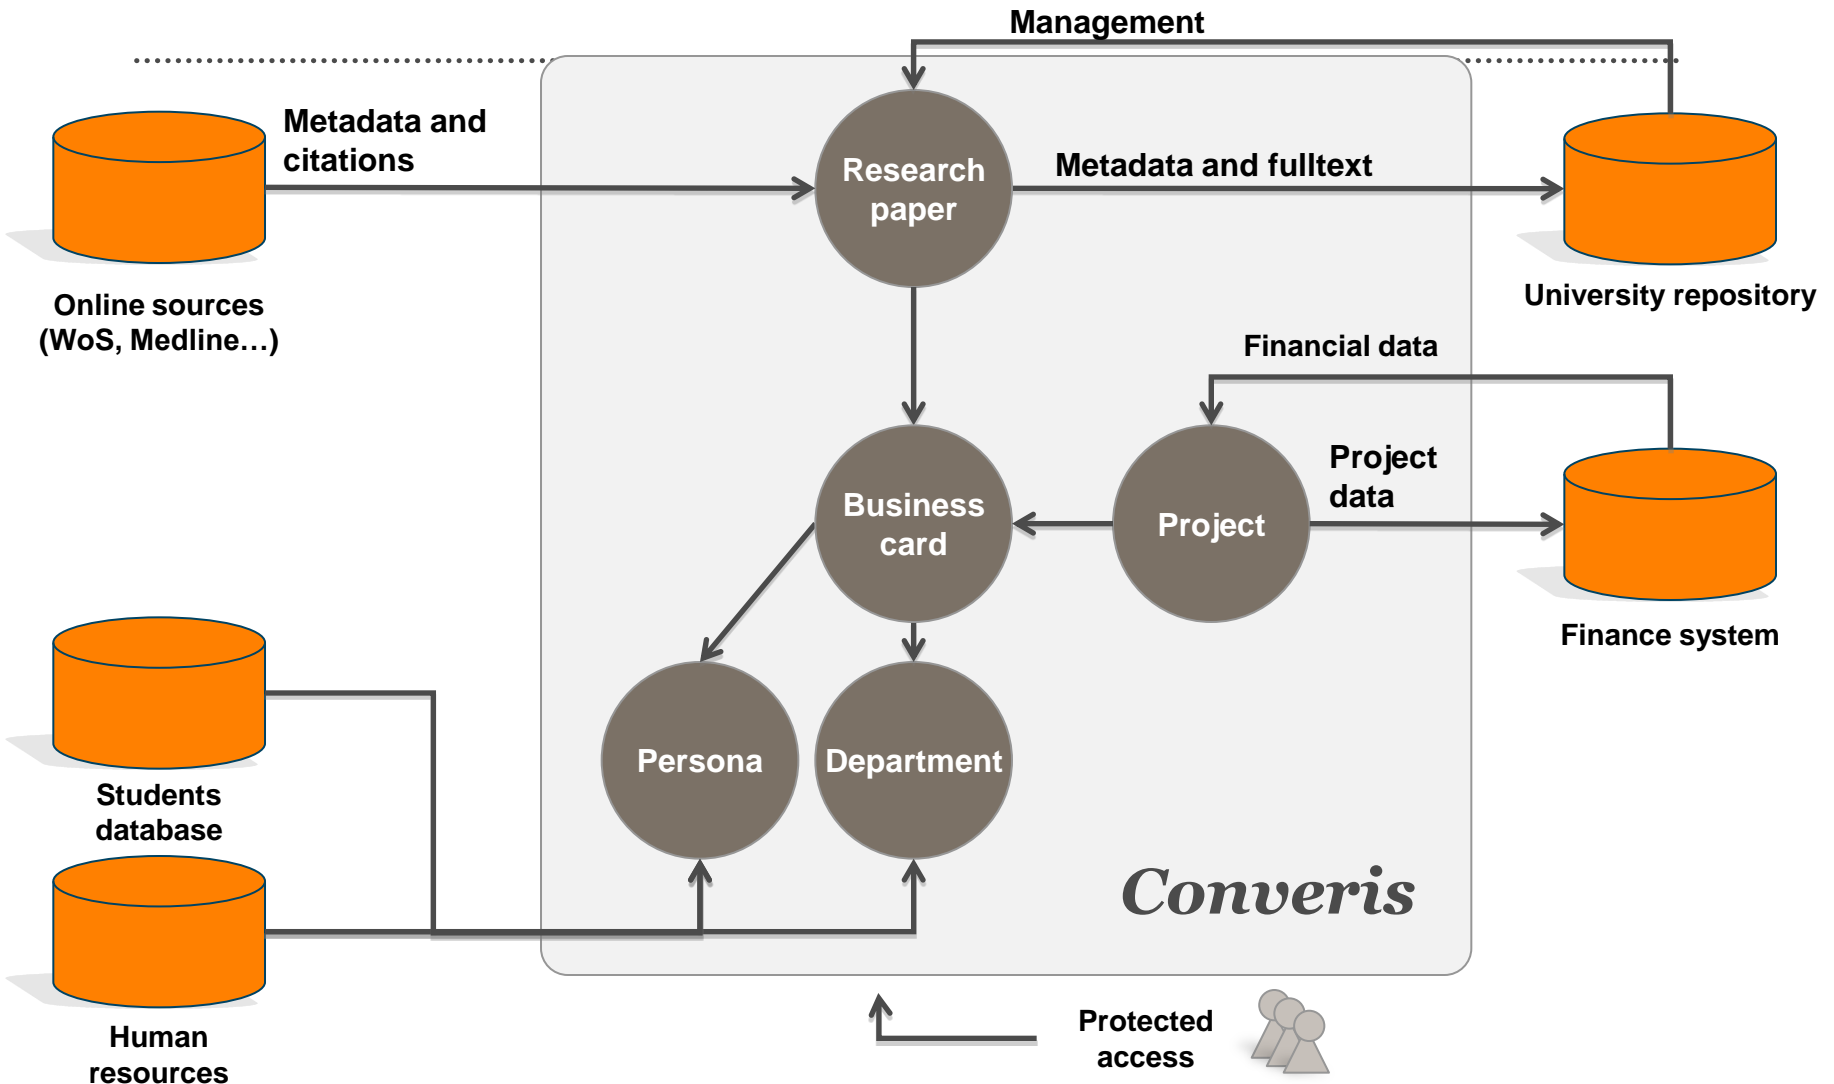 Management
Metadata and
citations
Research
paper
Metadata and fulltext
Online sources
(WoS, Medline…)
University repository
Financial data
Business
card
Project
Project
data
Finance system
Persona
Department
Students
database
Converis
Human
resources
Protected
access